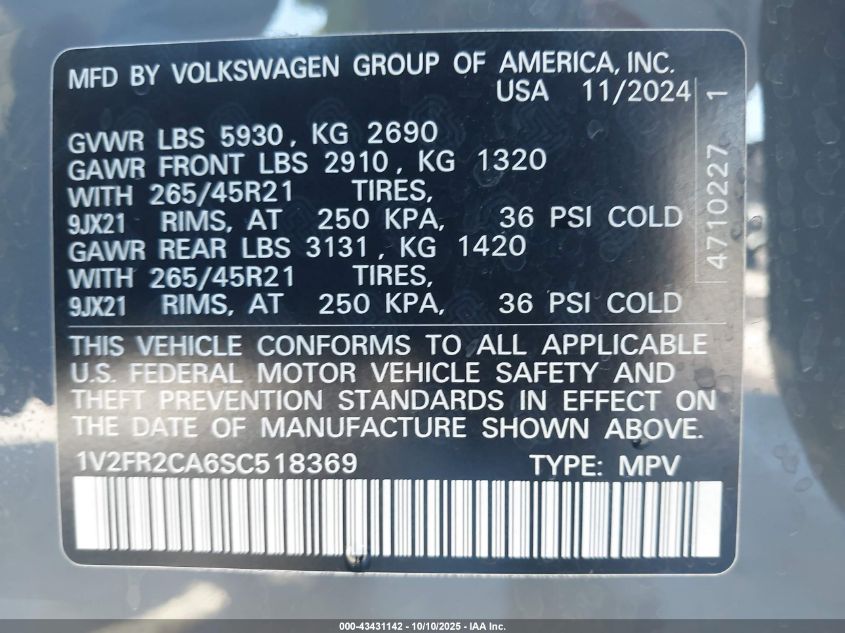 MFD BY VOLKSWAGEN GROUP OF AMERICA, INC.
USA 11/2024
GVWR LBS 5930, KG 2690
GAWR FRONT LBS 2910, KG 1320
WITH 265/45R21 TIRES,
9JX21 RIMS, AT 250 KPA, 36 PSI COLD
GAWR REAR LBS 3131, KG 1420
WITH 265/45R21 TIRES,
9JX21 RIMS, AT 250 KPA, 36 PSI COLD
4710227 1
THIS VEHICLE CONFORMS TO ALL APPLICABLE
U.S. FEDERAL MOTOR VEHICLE SAFETY AND
THEFT PREVENTION STANDARDS IN EFFECT ON
THE DATE OF MANUFACTURE SHOWN ABOVE.
1V2FR2CA6SC518369 TYPE: MPV
000-43431142 - 10/10/2025 - IAA Inc.